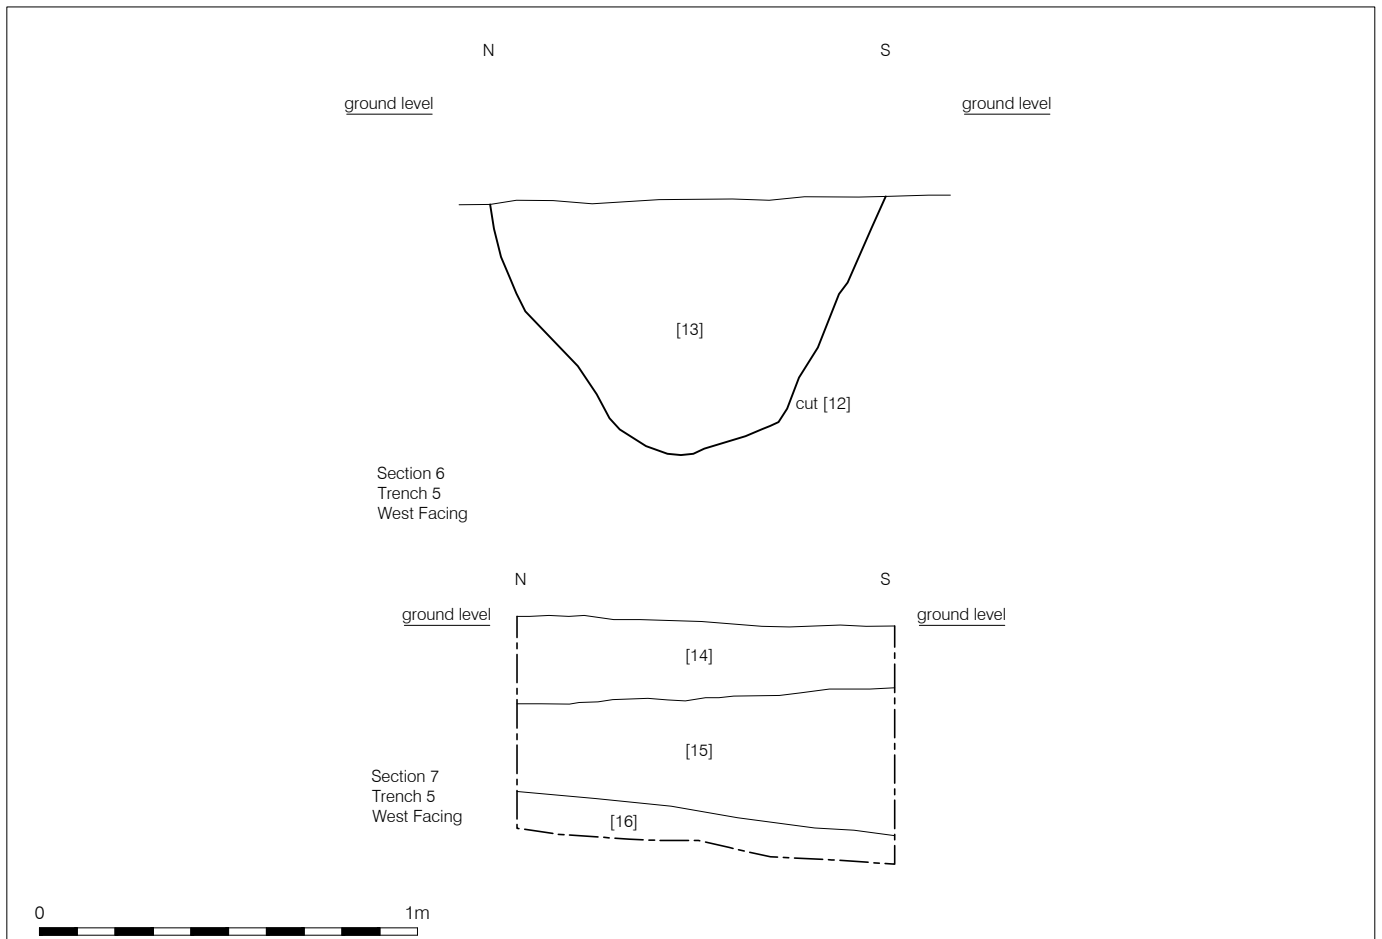 N S
ground level ground level
[13]
cut [12]
Section 6
Trench 5
West Facing
N S
ground level ground level
[14]
[15]
Section 7
Trench 5
West Facing
[16]
0 1m